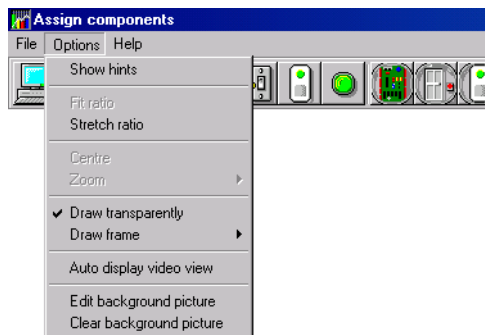 Assign components
File Options Help
Show hints
Fit ratio
Stretch ratio
Centre
Zoom
Draw transparently
Draw frame
Auto display video view
Edit background picture
Clear background picture